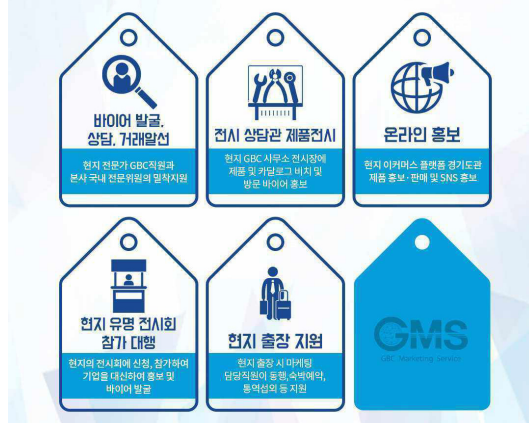 바이어 발굴,
상담, 거래알선
현지 전문가 GBC직원과
본사 국내 전문위원의 밀착지원
전시 상담관 제품전시
현지 GBC 사무소 전시장에
제품 및 카달로그 비치 및
방문 바이어 홍보
온라인 홍보
현지 이커머스 플랫폼 경기도관
제품 홍보·판매 및 SNS 홍보
현지 유명 전시회
참가 대행
현지의 전시회에 신청, 참가하여
기업을 대신하여 홍보 및
바이어 발굴
현지 출장 지원
현지 출장 시 마케팅
담당직원이 동행,숙박예약,
통역섭외 등 지원
GMS
GBC Marketing Service